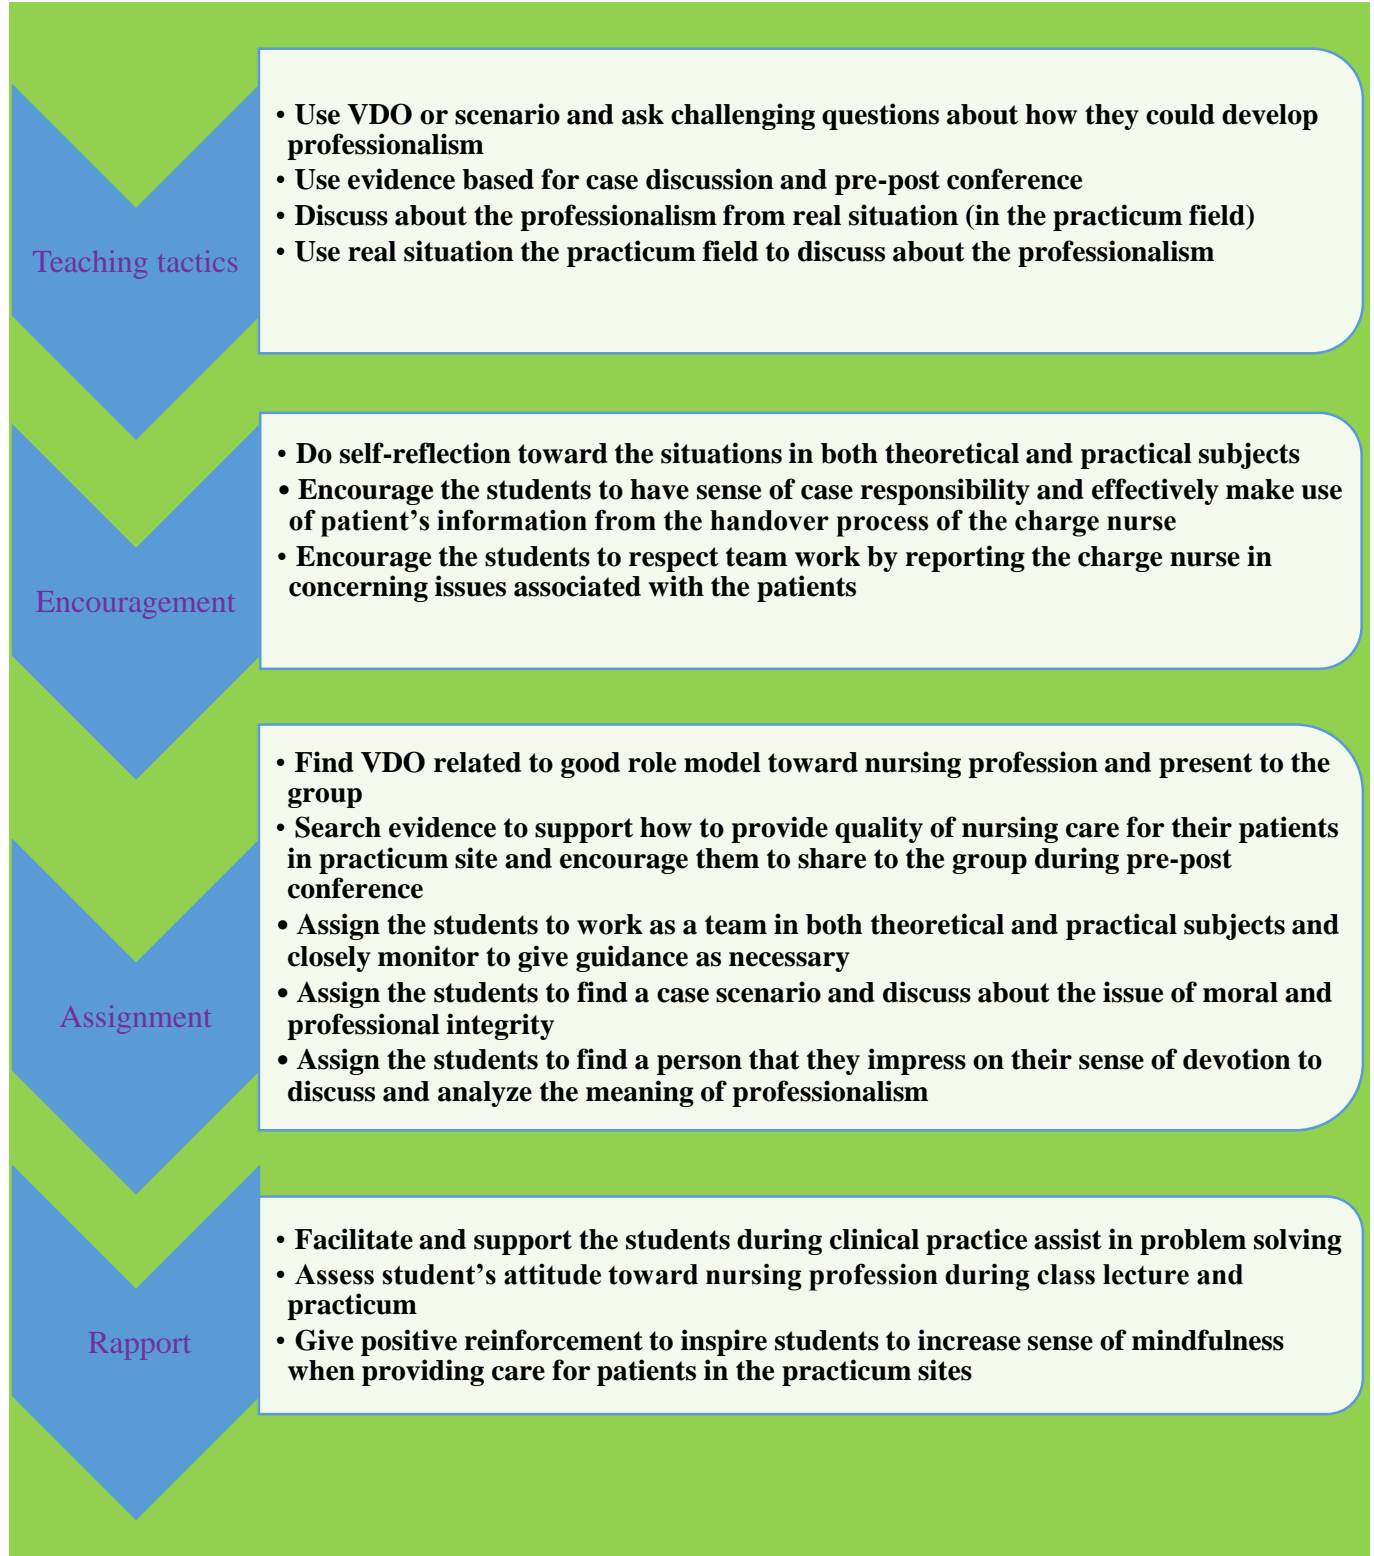 Teaching tactics
• Use VDO or scenario and ask challenging questions about how they could develop
professionalism
• Use evidence based for case discussion and pre-post conference
• Discuss about the professionalism from real situation (in the practicum field)
• Use real situation the practicum field to discuss about the professionalism
Encouragement
• Do self-reflection toward the situations in both theoretical and practical subjects
• Encourage the students to have sense of case responsibility and effectively make use
of patient’s information from the handover process of the charge nurse
• Encourage the students to respect team work by reporting the charge nurse in
concerning issues associated with the patients
Assignment
• Find VDO related to good role model toward nursing profession and present to the
group
• Search evidence to support how to provide quality of nursing care for their patients
in practicum site and encourage them to share to the group during pre-post
conference
• Assign the students to work as a team in both theoretical and practical subjects and
closely monitor to give guidance as necessary
• Assign the students to find a case scenario and discuss about the issue of moral and
professional integrity
• Assign the students to find a person that they impress on their sense of devotion to
discuss and analyze the meaning of professionalism
Rapport
• Facilitate and support the students during clinical practice assist in problem solving
• Assess student’s attitude toward nursing profession during class lecture and
practicum
• Give positive reinforcement to inspire students to increase sense of mindfulness
when providing care for patients in the practicum sites